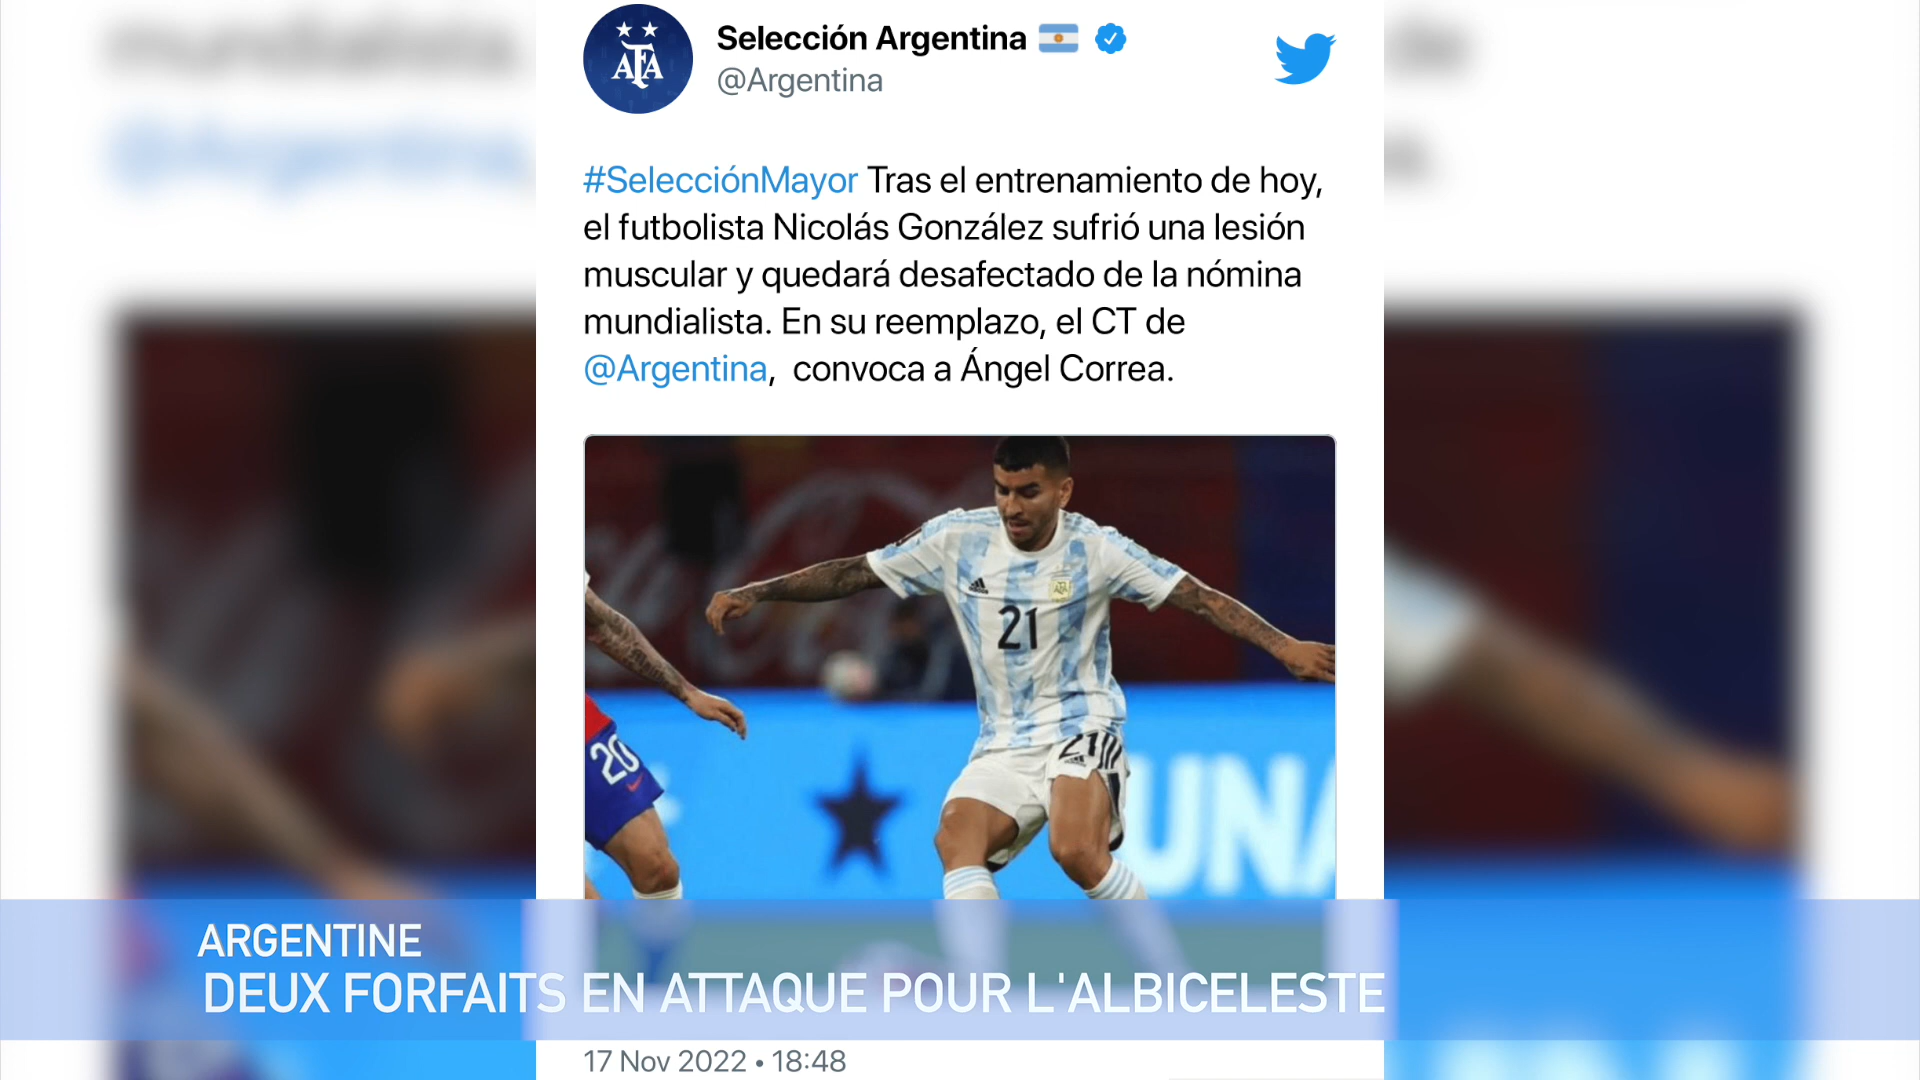 Selección Argentina
@Argentina
#SelecciónMayor Tras el entrenamiento de hoy,
el futbolista Nicolás González sufrió una lesión
muscular y quedará desafectado de la nómina
mundialista. En su reemplazo, el CT de
@Argentina, convoca a Ángel Correa.
AFA
21
21
20
UNA
ARGENTINE
DEUX FORFAITS EN ATTAQUE POUR L'ALBICELESTE
17 Nov 2022 • 18:48